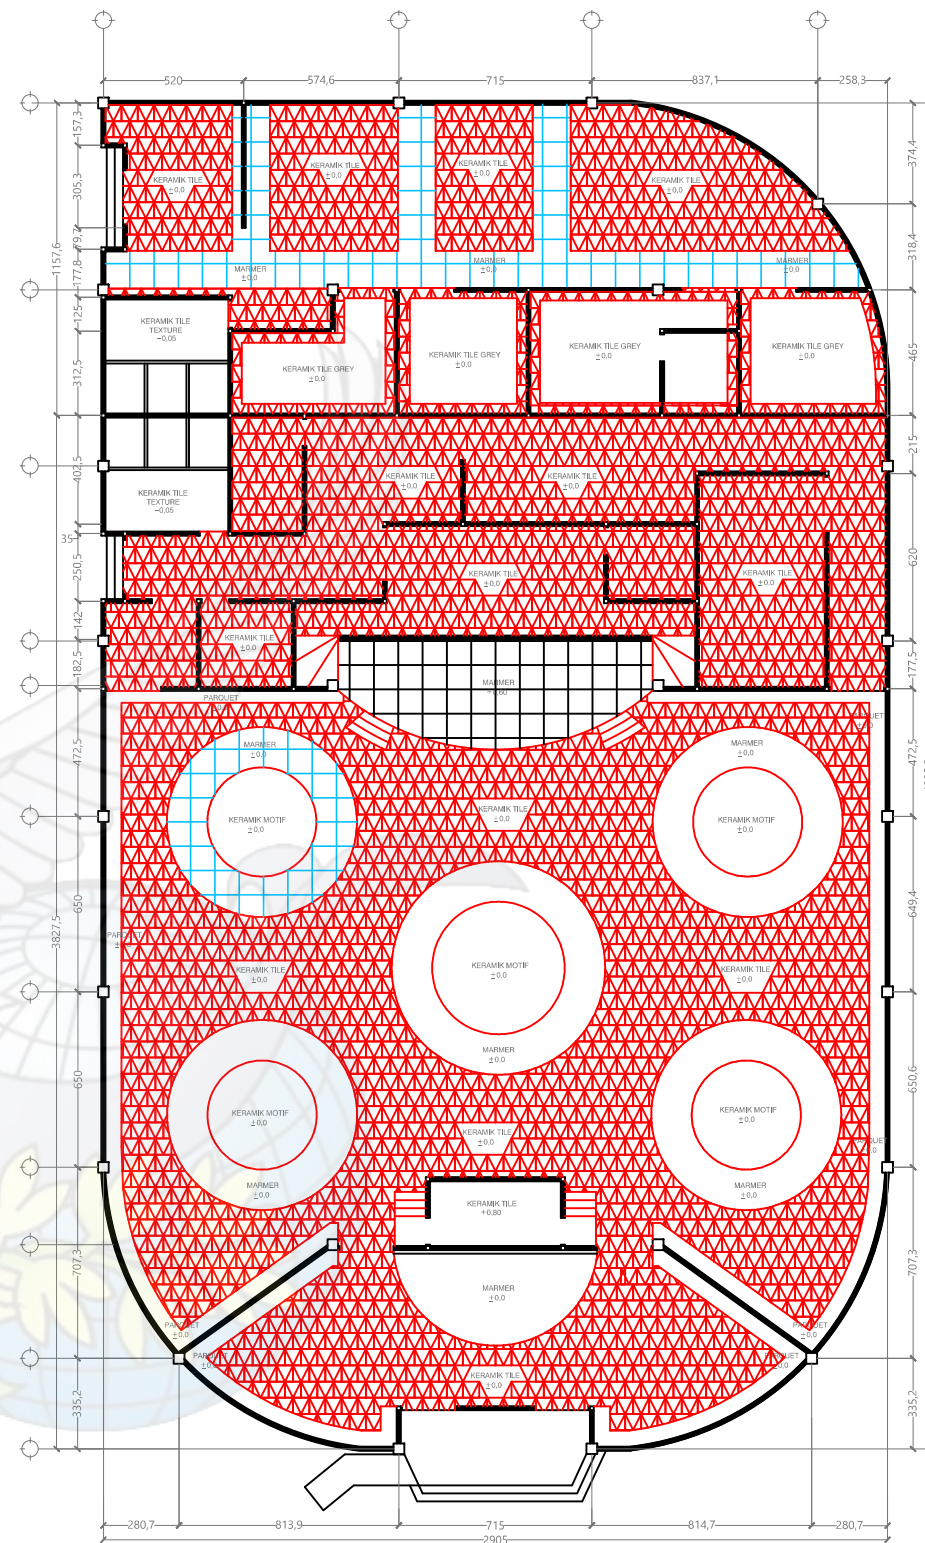 520
574,6
715
837,1
258,3
157,3
305,3
79,7
177,8
125
312,5
1157,6
374,4
318,4
465
KERAMIK TILE
±0,0
KERAMIK TILE
±0,0
KERAMIK TILE
±0,0
KERAMIK TILE
±0,0
MARMER
±0,0
MARMER
±0,0
MARMER
±0,0
KERAMIK TILE
TEXTURE
−0,05
KERAMIK TILE GREY
±0,0
KERAMIK TILE GREY
±0,0
KERAMIK TILE GREY
±0,0
KERAMIK TILE GREY
±0,0
402,5
35
250,5
142
182,5
215
620
177,5
KERAMIK TILE
TEXTURE
−0,05
KERAMIK TILE
±0,0
KERAMIK TILE
±0,0
KERAMIK TILE
±0,0
KERAMIK TILE
±0,0
KERAMIK TILE
±0,0
MARMER
PARQUET
472,5
650
650
3827,5
707,3
335,2
472,5
649,4
650,6
707,3
335,2
MARMER
±0,0
KERAMIK MOTIF
±0,0
KERAMIK TILE
±0,0
MARMER
±0,0
KERAMIK MOTIF
±0,0
PARQUET
PARQUET
KERAMIK TILE
±0,0
KERAMIK MOTIF
±0,0
KERAMIK TILE
±0,0
MARMER
±0,0
KERAMIK MOTIF
±0,0
KERAMIK TILE
±0,0
KERAMIK MOTIF
±0,0
PARQUET
MARMER
±0,0
MARMER
±0,0
KERAMIK TILE
+0,80
MARMER
±0,0
PARQUET
±0,0
PARQUET
±0,0
PARQUET
±0,0
PARQUET
±0,0
KERAMIK TILE
±0,0
280,7
813,9
715
814,7
280,7
2905